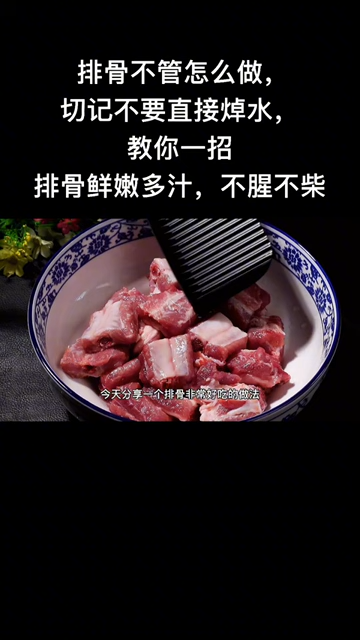 排骨不管怎么做，
切记不要直接焯水，
教你一招
排骨鲜嫩多汁，不腥不柴
今天分享一个排骨非常好吃的做法